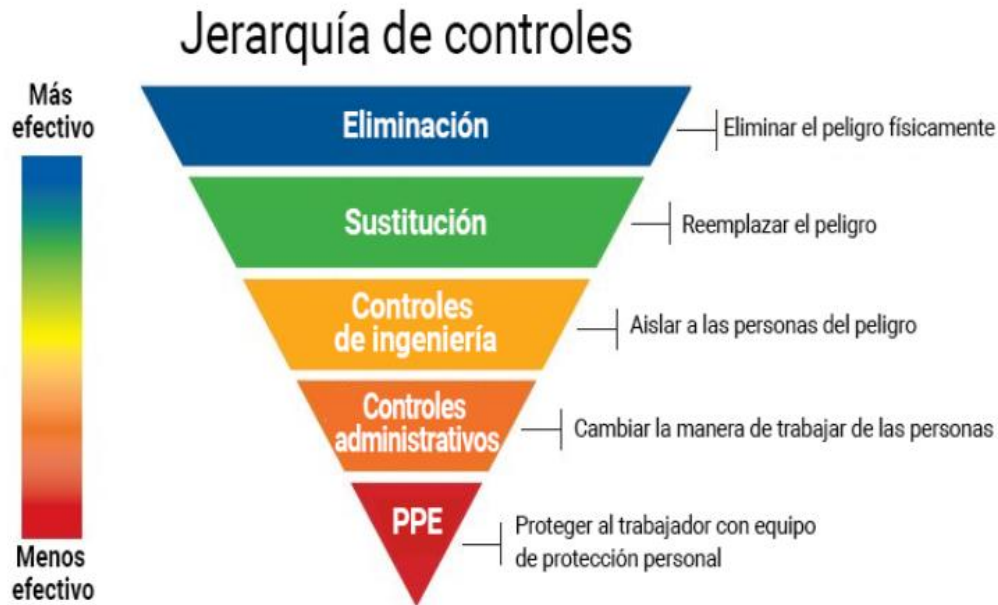 Jerarquía de controles
Más
efectivo
Eliminación
Eliminar el peligro físicamente
Sustitución
Reemplazar el peligro
Controles
de ingeniería
Aislar a las personas del peligro
Controles
administrativos
Cambiar la manera de trabajar de las personas
PPE
Proteger al trabajador con equipo
de protección personal
Menos
efectivo